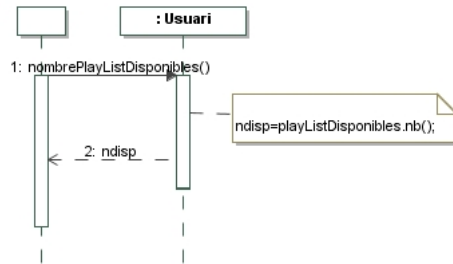 : Usuari
1: nombrePlayListDisponibles()
ndisp=playListDisponibles.nb();
2: ndisp